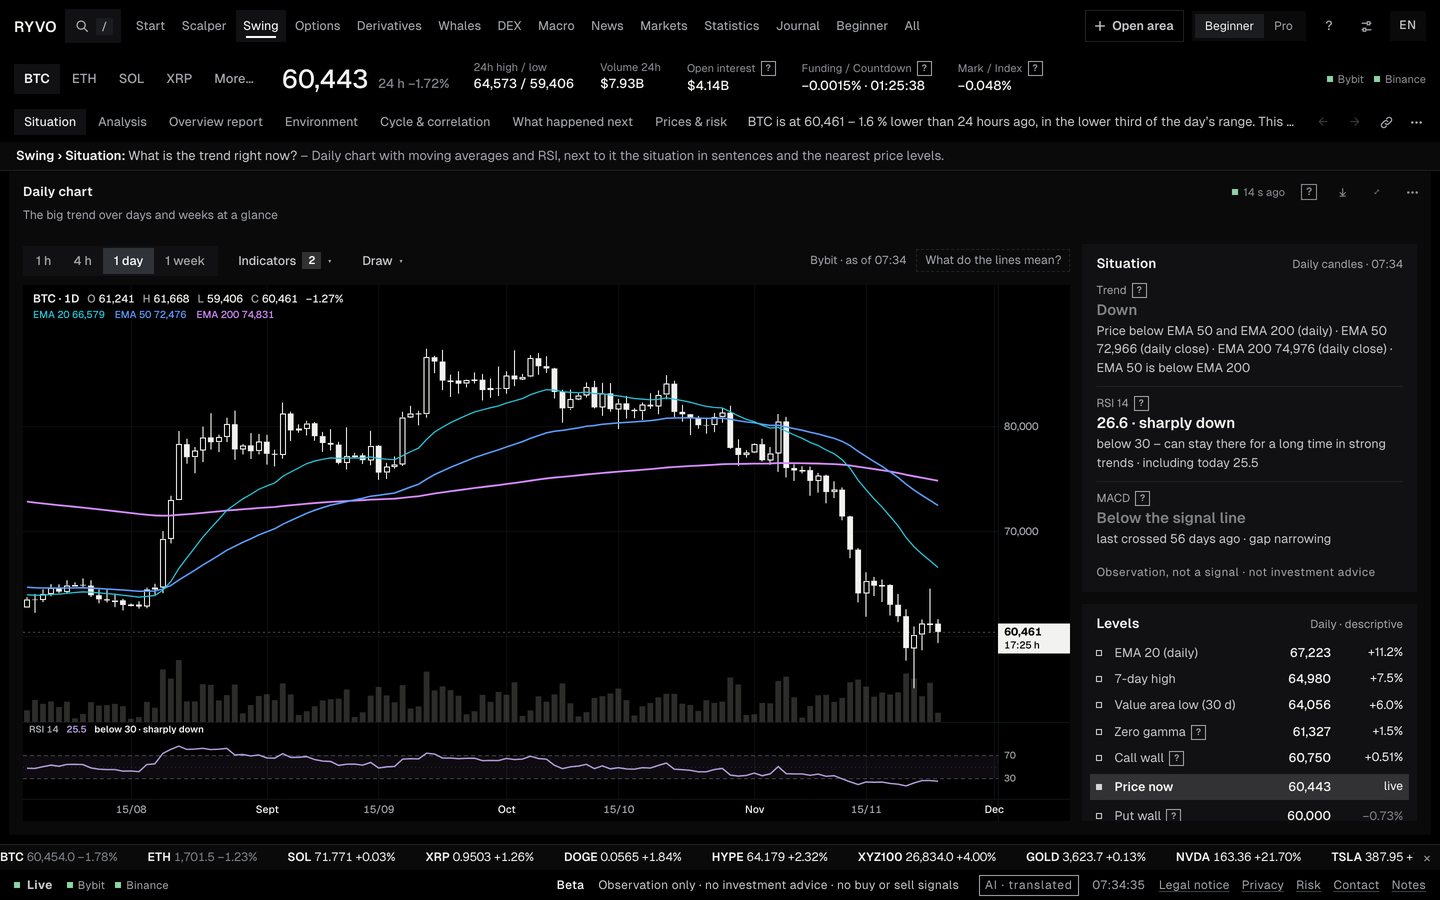 RYVO / Start Scalper Swing Options Derivatives Whales DEX Macro News Markets Statistics Journal Beginner All + Open area Beginner Pro ? EN
BTC ETH SOL XRP More... 60,443 24 h −1.72%
24h high / low
64,573 / 59,406
Volume 24h
$7.93B
Open interest ?
$4.14B
Funding / Countdown ?
−0.0015% · 01:25:38
Mark / Index ?
−0.048%
Bybit Binance
Situation Analysis Overview report Environment Cycle & correlation What happened next Prices & risk BTC is at 60,461 – 1.6 % lower than 24 hours ago, in the lower third of the day's range. This ...
Swing › Situation: What is the trend right now? – Daily chart with moving averages and RSI, next to it the situation in sentences and the nearest price levels.
Daily chart
14 s ago ?
The big trend over days and weeks at a glance
1 h 4 h 1 day 1 week Indicators 2 Draw Bybit · as of 07:34 What do the lines mean?
BTC · 1D O 61,241 H 61,668 L 59,406 C 60,461 −1.27%
EMA 20 66,579 EMA 50 72,476 EMA 200 74,831
80,000
70,000
60,461
17:25 h
RSI 14 25.5 below 30 · sharply down
70
30
15/08 Sept 15/09 Oct 15/10 Nov 15/11 Dec
Situation Daily candles · 07:34
Trend ?
Down
Price below EMA 50 and EMA 200 (daily) · EMA 50
72,966 (daily close) · EMA 200 74,976 (daily close) ·
EMA 50 is below EMA 200
RSI 14 ?
26.6 · sharply down
below 30 – can stay there for a long time in strong
trends · including today 25.5
MACD ?
Below the signal line
last crossed 56 days ago · gap narrowing
Observation, not a signal · not investment advice
Levels Daily · descriptive
EMA 20 (daily) 67,223 +11.2%
7-day high 64,980 +7.5%
Value area low (30 d) 64,056 +6.0%
Zero gamma ? 61,327 +1.5%
Call wall ? 60,750 +0.51%
Price now 60,443 live
Put wall ? 60,000 −0.73%
BTC 60,454.0 −1.78% ETH 1,701.5 −1.23% SOL 71.771 +0.03% XRP 0.9503 +1.26% DOGE 0.0565 +1.84% HYPE 64.179 +2.32% XYZ100 26,834.0 +4.00% GOLD 3,623.7 +0.13% NVDA 163.36 +21.70% TSLA 387.95 + ×
Live Bybit Binance Beta Observation only · no investment advice · no buy or sell signals AI · translated 07:34:35 Legal notice Privacy Risk Contact Notes